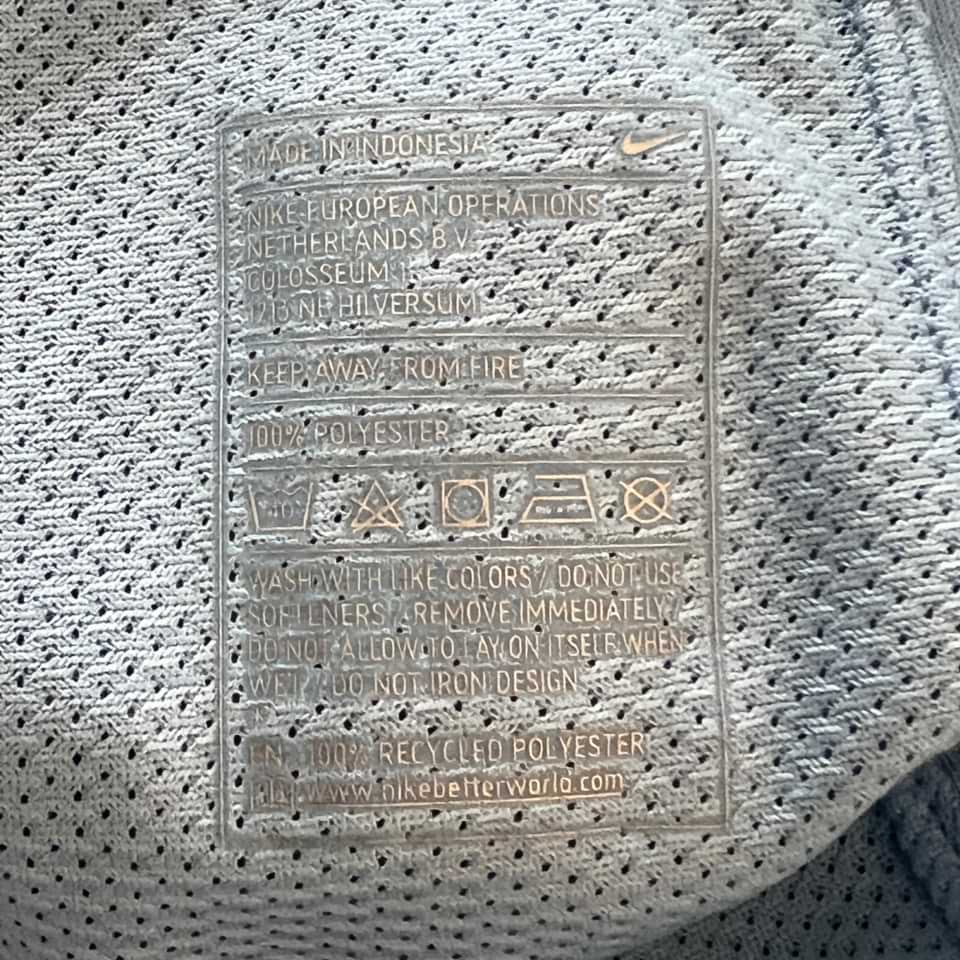 MADE IN INDONESIA
NIKE EUROPEAN OPERATIONS
NETHERLANDS B.V.
COLOSSEUM 1
1213 NL HILVERSUM
KEEP AWAY FROM FIRE
100% POLYESTER
40
WASH WITH LIKE COLORS / DO NOT USE
SOFTENERS / REMOVE IMMEDIATELY /
DO NOT ALLOW TO LAY ON ITSELF WHEN
WET / DO NOT IRON DESIGN
EN 100% RECYCLED POLYESTER
www.nikebetterworld.com